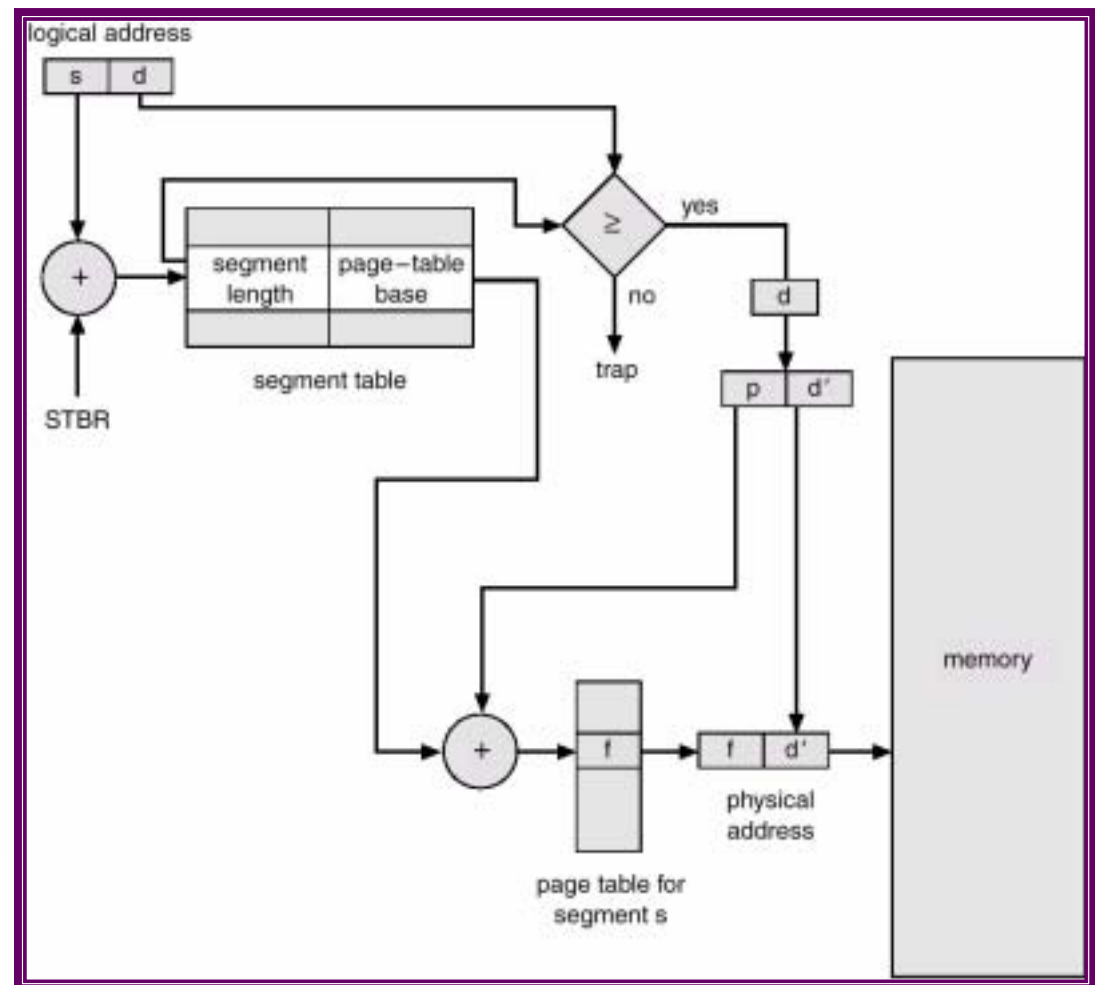 logical address
s d
≥
yes
+
segment length
page-table base
no
d
segment table
trap
p d'
STBR
memory
+
f
f d'
physical address
page table for segment s